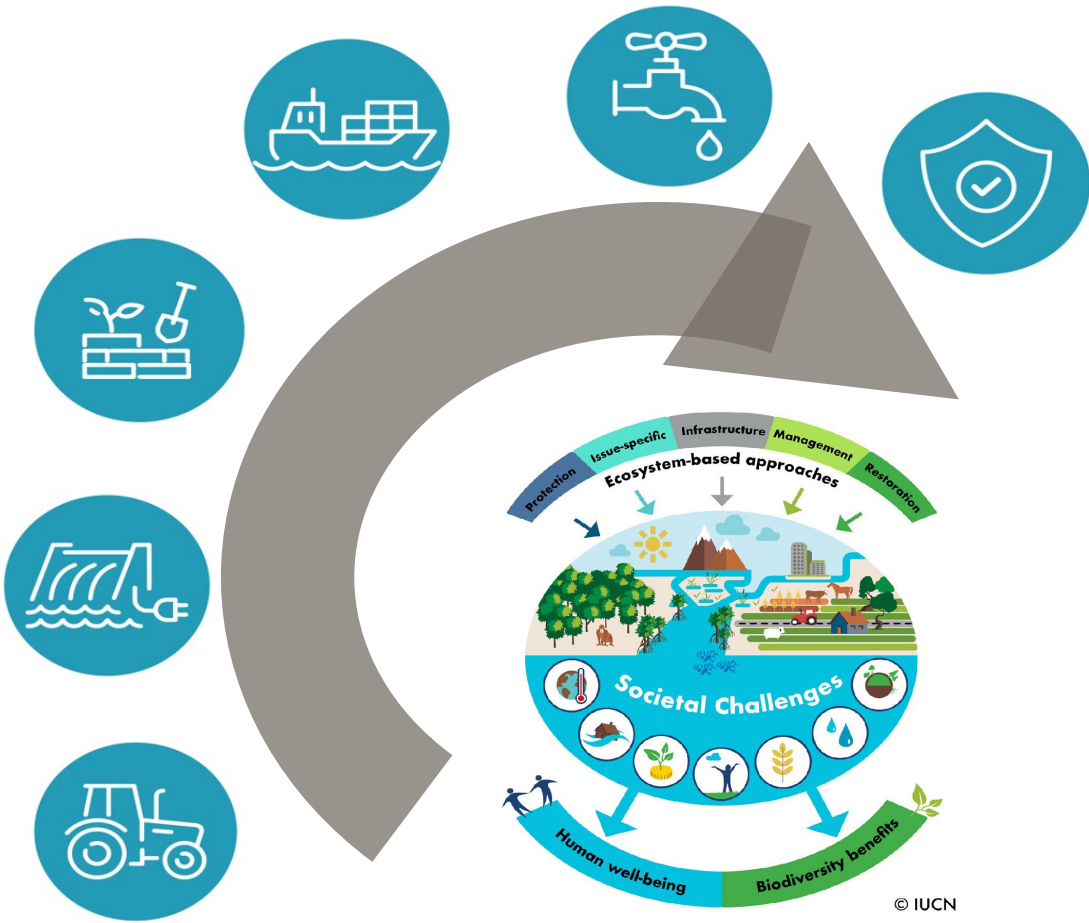 Protection
Issue-specific
Infrastructure
Management
Restoration
Ecosystem-based approaches
Societal Challenges
Human well-being
Biodiversity benefits
© IUCN